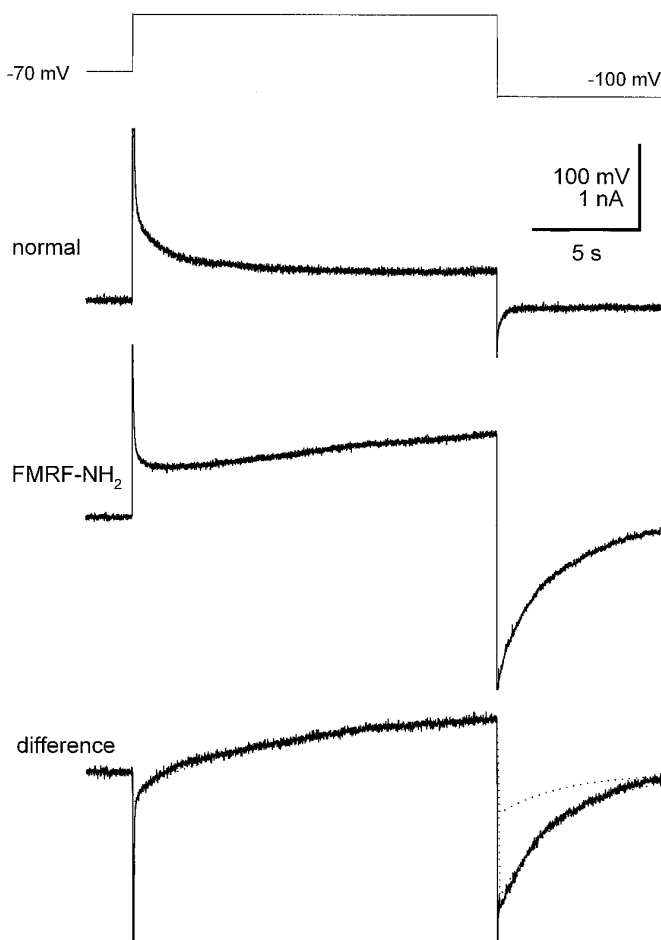 -70 mV
-100 mV
100 mV
1 nA
5 s
normal
FMRF-NH₂
difference